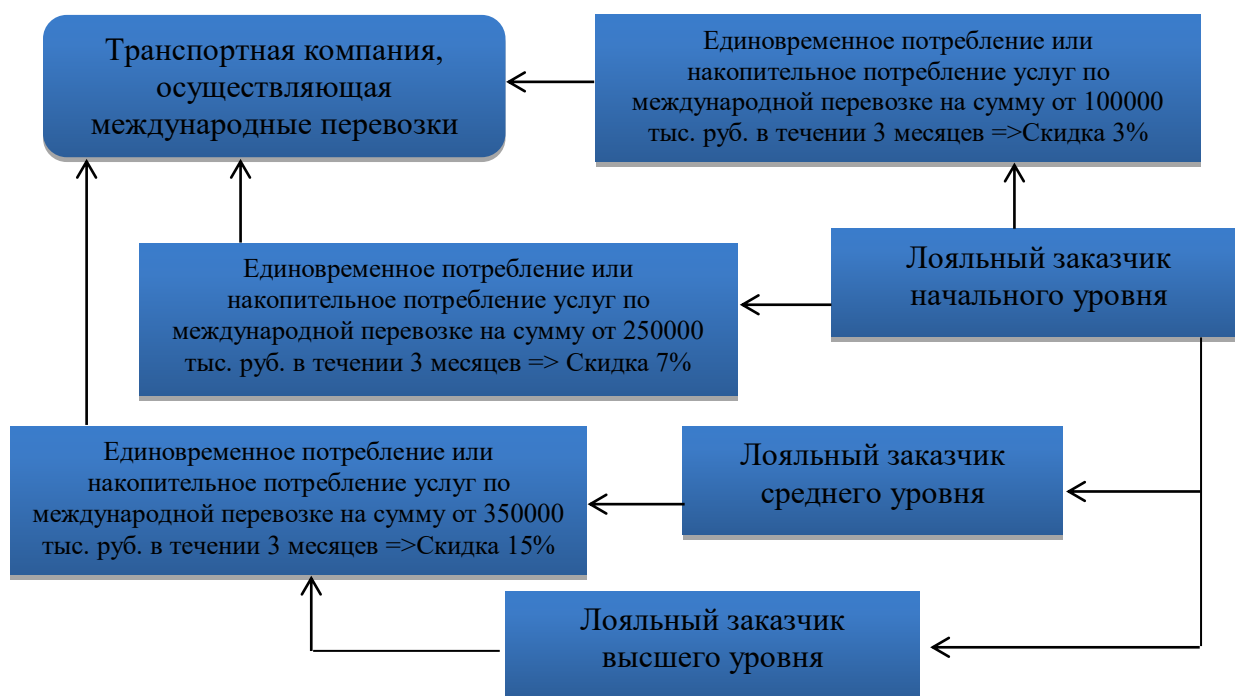 Транспортная компания,
осуществляющая
международные перевозки
Единовременное потребление или
накопительное потребление услуг по
международной перевозке на сумму от 100000
тыс. руб. в течении 3 месяцев =>Скидка 3%
Единовременное потребление или
накопительное потребление услуг по
международной перевозке на сумму от 250000
тыс. руб. в течении 3 месяцев => Скидка 7%
Лояльный заказчик
начального уровня
Единовременное потребление или
накопительное потребление услуг по
международной перевозке на сумму от 350000
тыс. руб. в течении 3 месяцев =>Скидка 15%
Лояльный заказчик
среднего уровня
Лояльный заказчик
высшего уровня